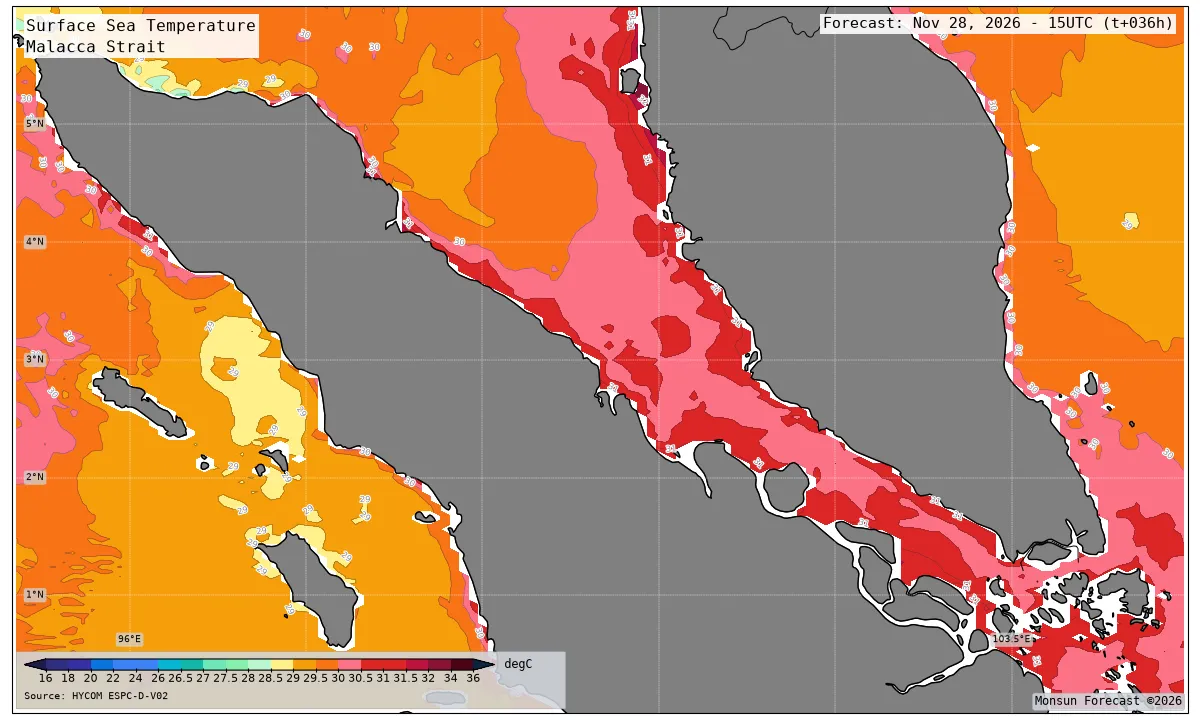 Surface Sea Temperature
Malacca Strait
Forecast: Nov 28, 2026 - 15UTC (t+036h)
5°N
4°N
3°N
2°N
1°N
96°E
103.5°E
degC
16 18 20 22 24 26 26.5 27 27.5 28 28.5 29 29.5 30 30.5 31 31.5 32 34 36
Source: HYCOM ESPC-D-V02
Monsun Forecast ©2026